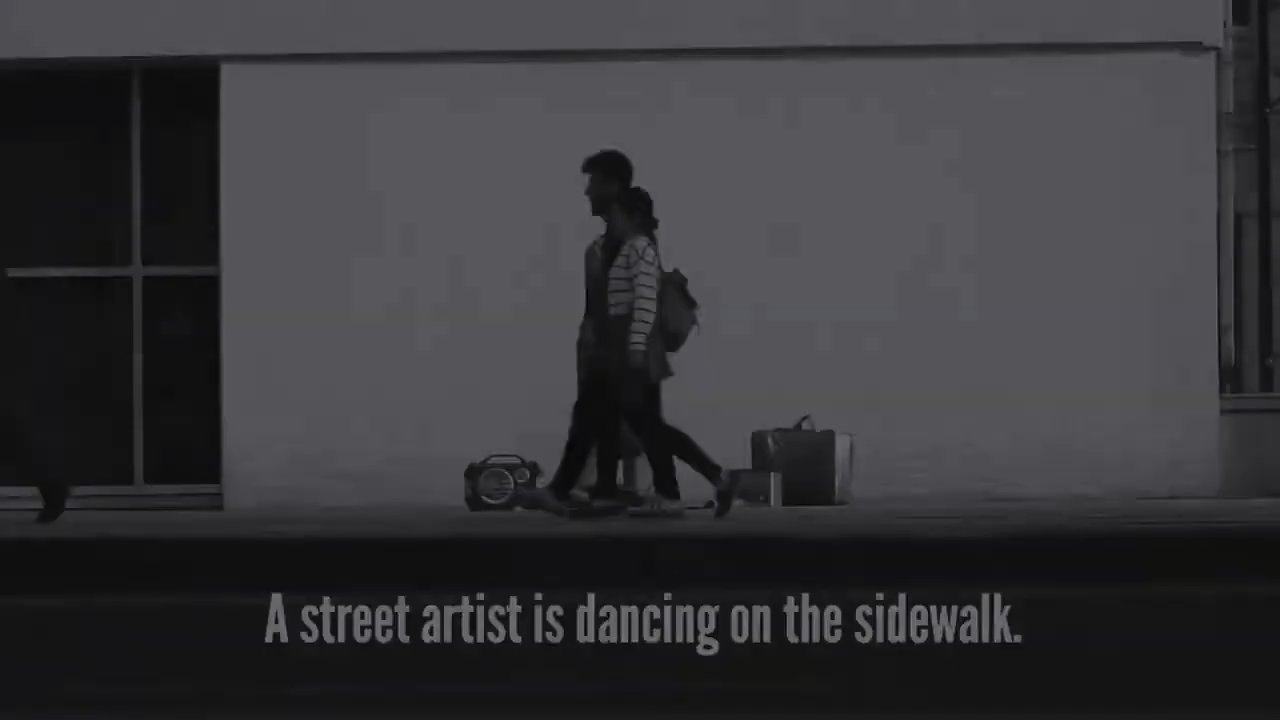 A street artist is dancing on the sidewalk.